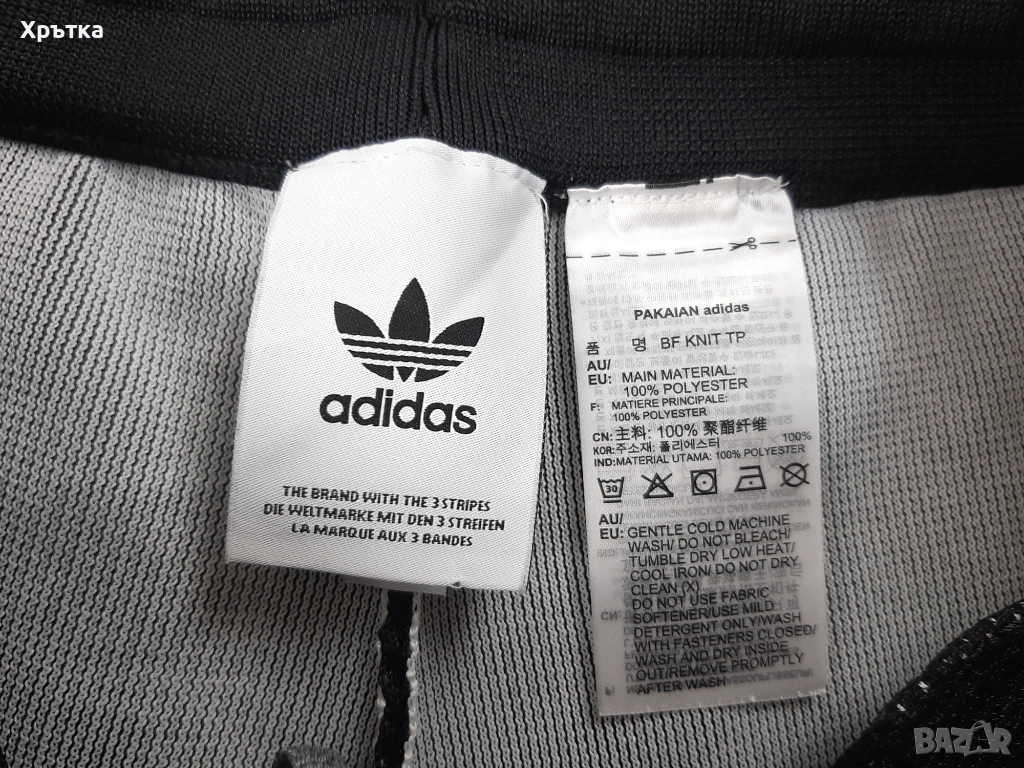 Хрътка
adidas
THE BRAND WITH THE 3 STRIPES
DIE WELTMARKE MIT DEN 3 STREIFEN
LA MARQUE AUX 3 BANDES
PAKAIAN adidas
품 명 BF KNIT TP
AU/
EU: MAIN MATERIAL:
100% POLYESTER
F: MATIERE PRINCIPALE:
100% POLYESTER
CN: 主料: 100% 聚酯纤维
KOR: 주소재: 폴리에스터 100%
IND: MATERIAL UTAMA: 100% POLYESTER
30
AU/
EU: GENTLE COLD MACHINE
WASH/ DO NOT BLEACH/
TUMBLE DRY LOW HEAT/
COOL IRON/ DO NOT DRY
CLEAN (X)
DO NOT USE FABRIC
SOFTENER/USE MILD
DETERGENT ONLY/WASH
WITH FASTENERS CLOSED/
WASH AND DRY INSIDE
OUT/REMOVE PROMPTLY
AFTER WASH
CN:
BAZAR